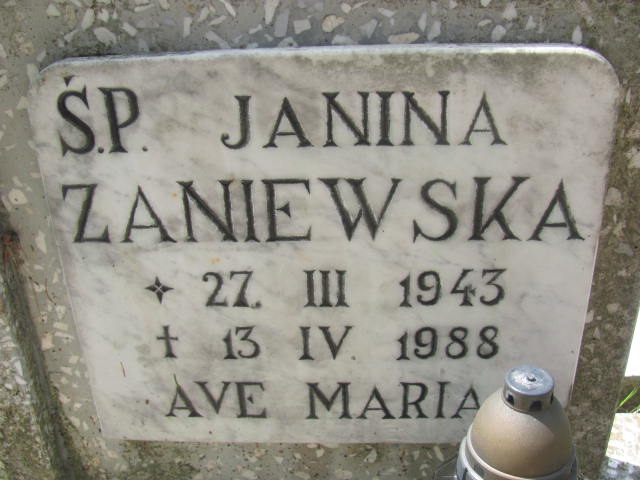 Ś.P. JANINA
ZANIEWSKA
27. III 1943
† 13 IV 1988
AVE MARIA